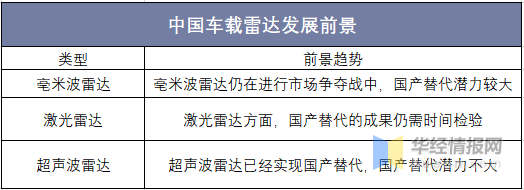 中国车载雷达发展前景
类型 前景趋势
毫米波雷达 毫米波雷达仍在进行市场争夺战中，国产替代潜力较大
激光雷达 激光雷达方面，国产替代的成果仍需时间检验
超声波雷达 超声波雷达已经实现国产替代，国产替代潜力不大
华经情报网